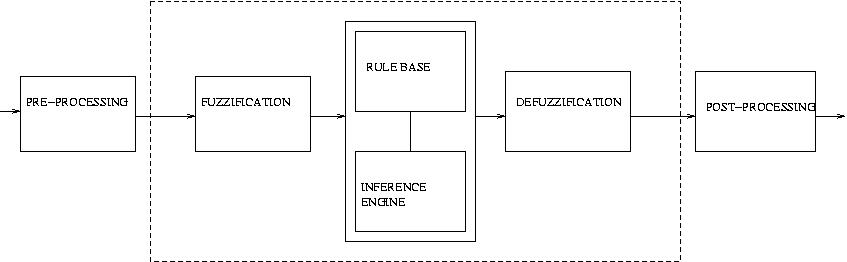 PRE-PROCESSING
FUZZIFICATION
RULE BASE
INFERENCE
ENGINE
DEFUZZIFICATION
POST-PROCESSING